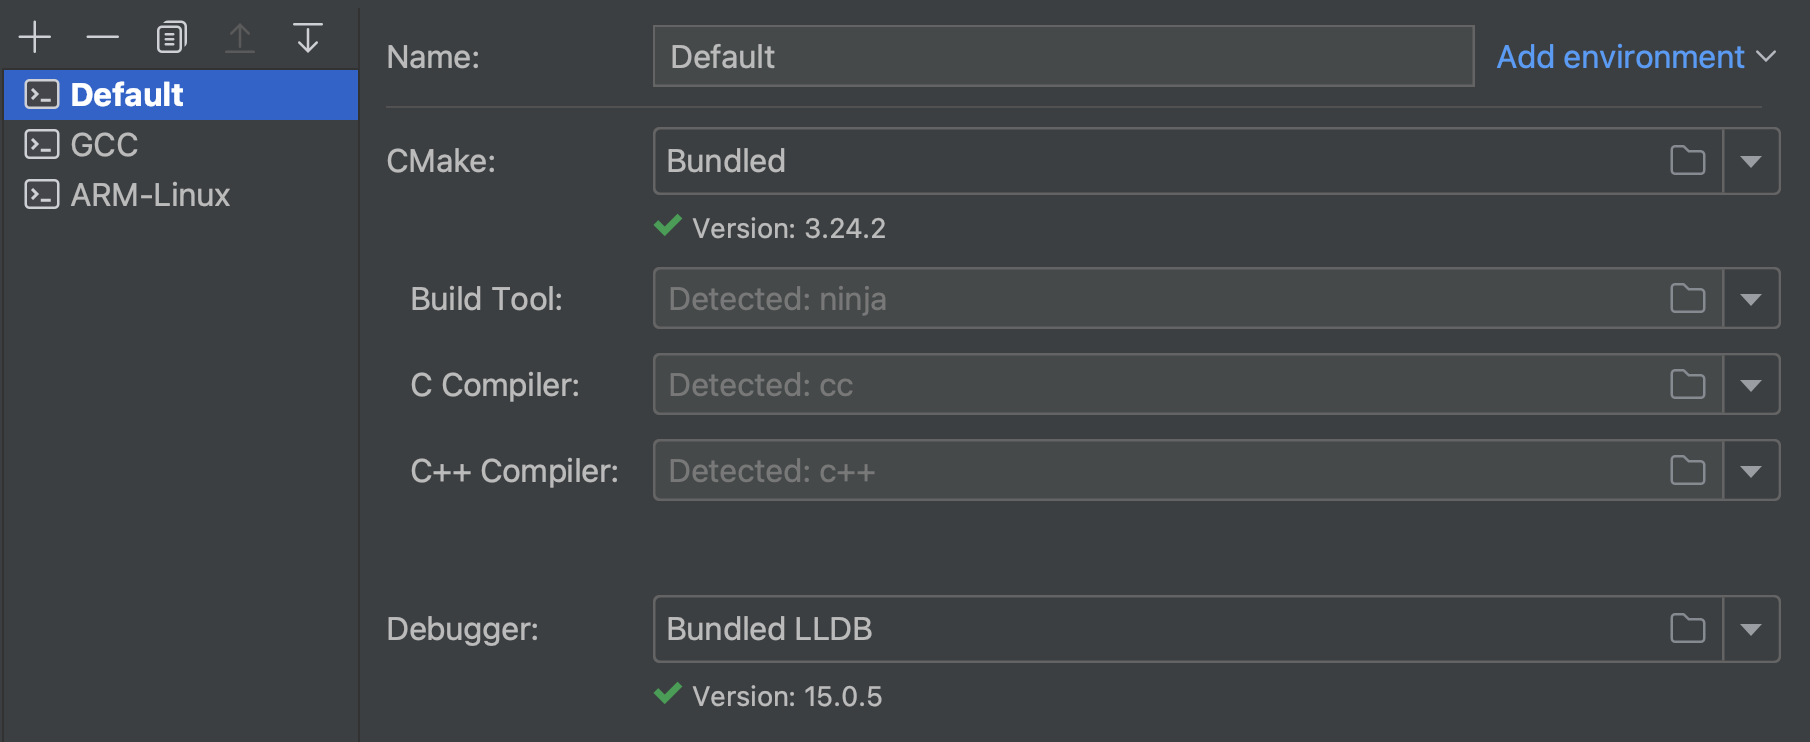 Default
GCC
ARM-Linux
Name: Default Add environment
CMake: Bundled
Version: 3.24.2
Build Tool: Detected: ninja
C Compiler: Detected: cc
C++ Compiler: Detected: c++
Debugger: Bundled LLDB
Version: 15.0.5